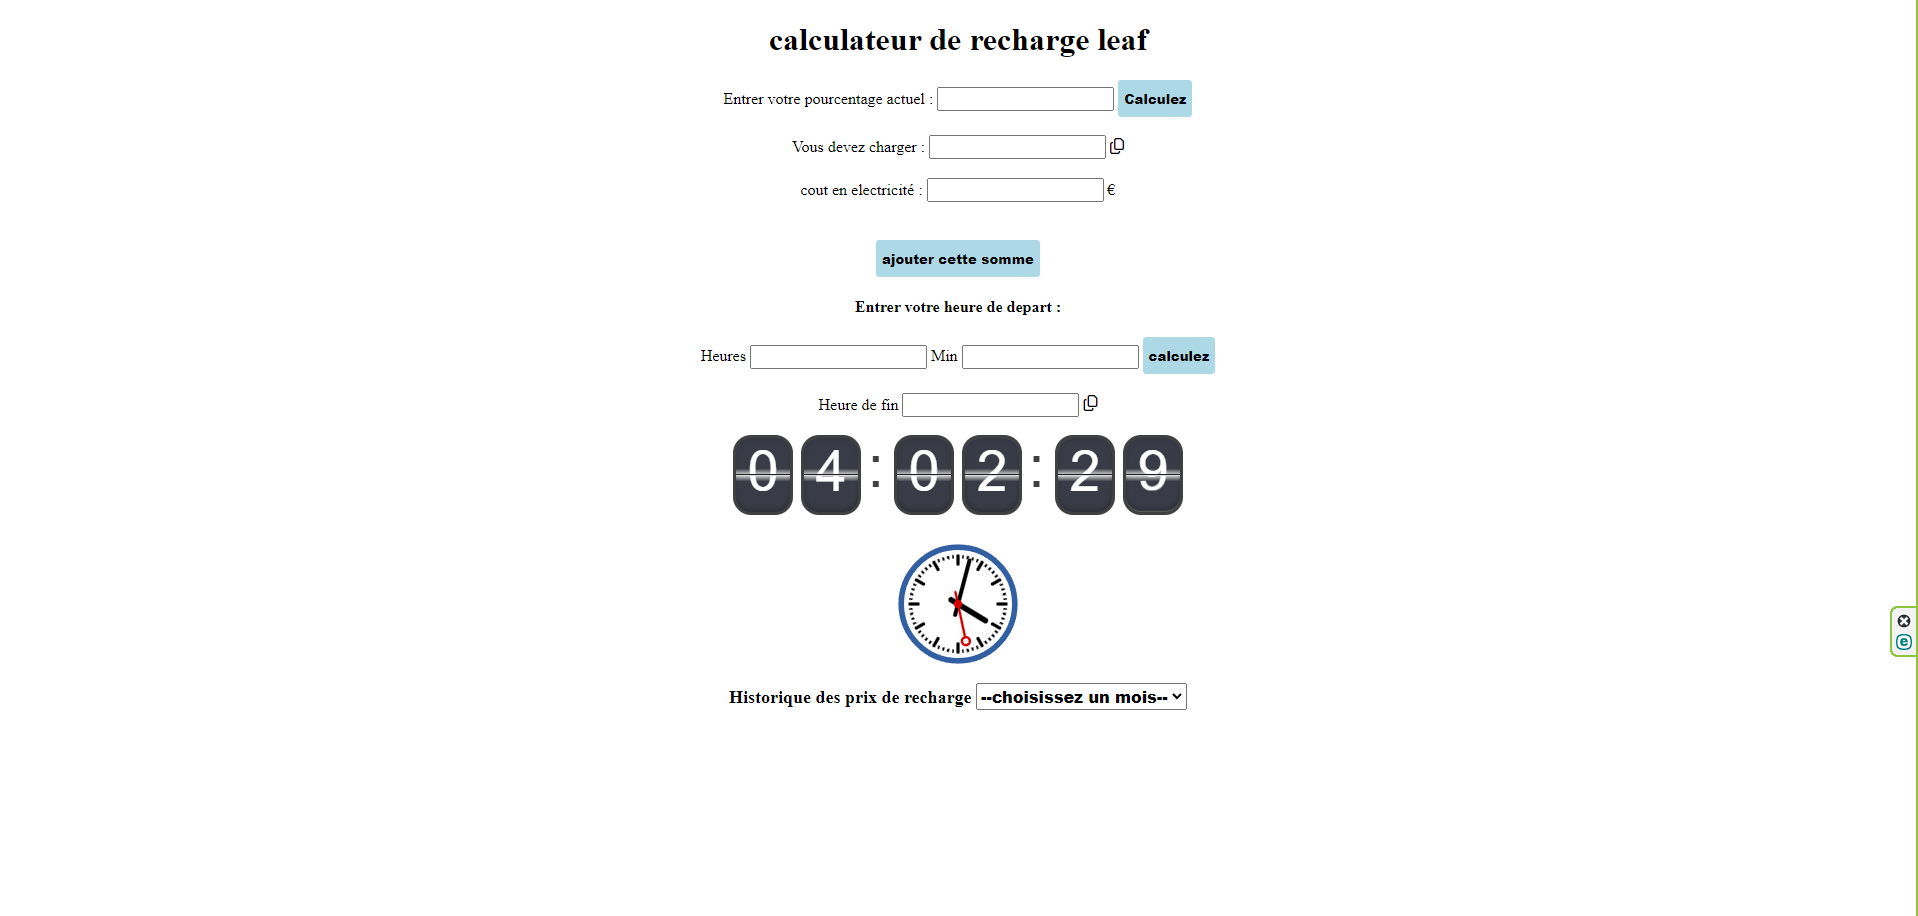 calculateur de recharge leaf
Entrer votre pourcentage actuel : Calculez
Vous devez charger :
cout en electricité : €
ajouter cette somme
Entrer votre heure de depart :
Heures Min calculez
Heure de fin
04:02:29
Historique des prix de recharge --choisissez un mois--
e